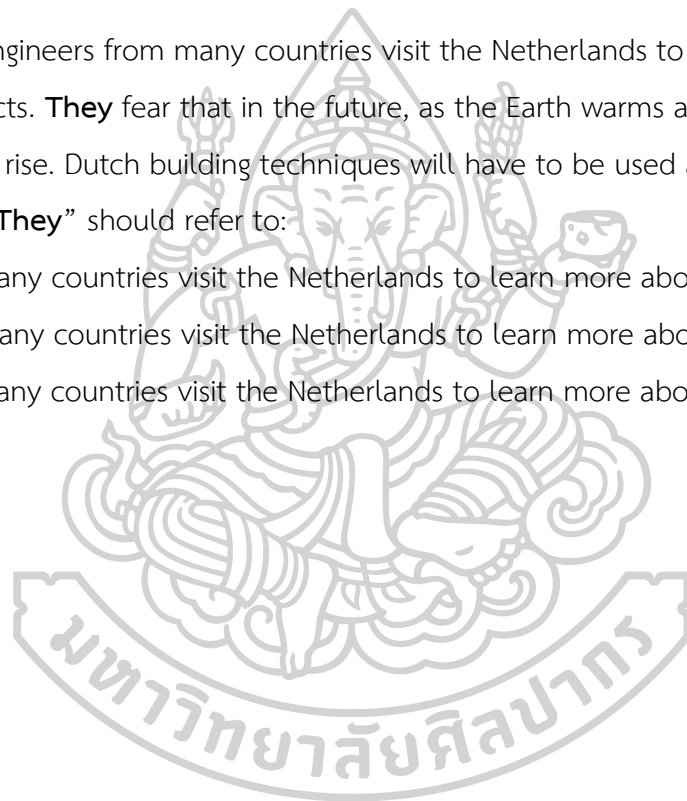 ngineers from many countries visit the Netherlands to
cts. They fear that in the future, as the Earth warms a
rise. Dutch building techniques will have to be used
They” should refer to:
any countries visit the Netherlands to learn more abo
any countries visit the Netherlands to learn more abo
any countries visit the Netherlands to learn more abo
มหาวิทยาลัยศิลปากร